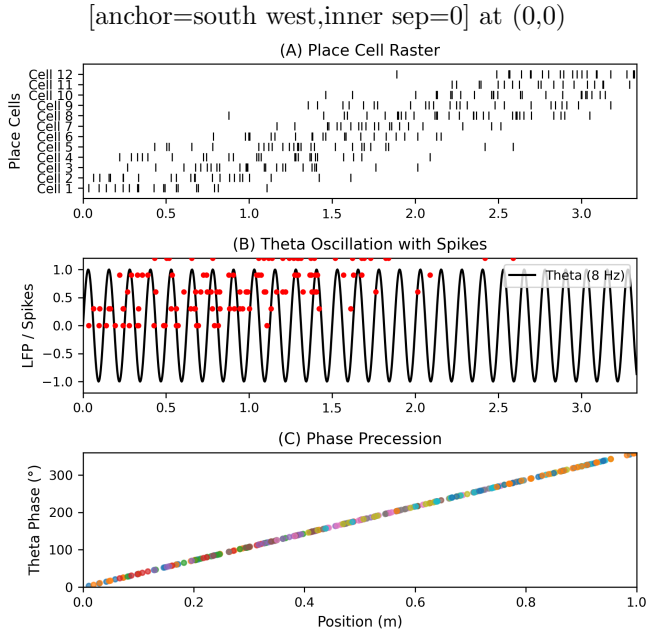 [anchor=south west,inner sep=0] at (0,0)
(A) Place Cell Raster
Place Cells
Cell 12
Cell 11
Cell 10
Cell 9
Cell 8
Cell 7
Cell 6
Cell 5
Cell 4
Cell 3
Cell 2
Cell 1
0.0 0.5 1.0 1.5 2.0 2.5 3.0
(B) Theta Oscillation with Spikes
LFP / Spikes
1.0
0.5
0.0
−0.5
−1.0
Theta (8 Hz)
0.0 0.5 1.0 1.5 2.0 2.5 3.0
(C) Phase Precession
Theta Phase (°)
300
200
100
0
0.0 0.2 0.4 0.6 0.8 1.0
Position (m)